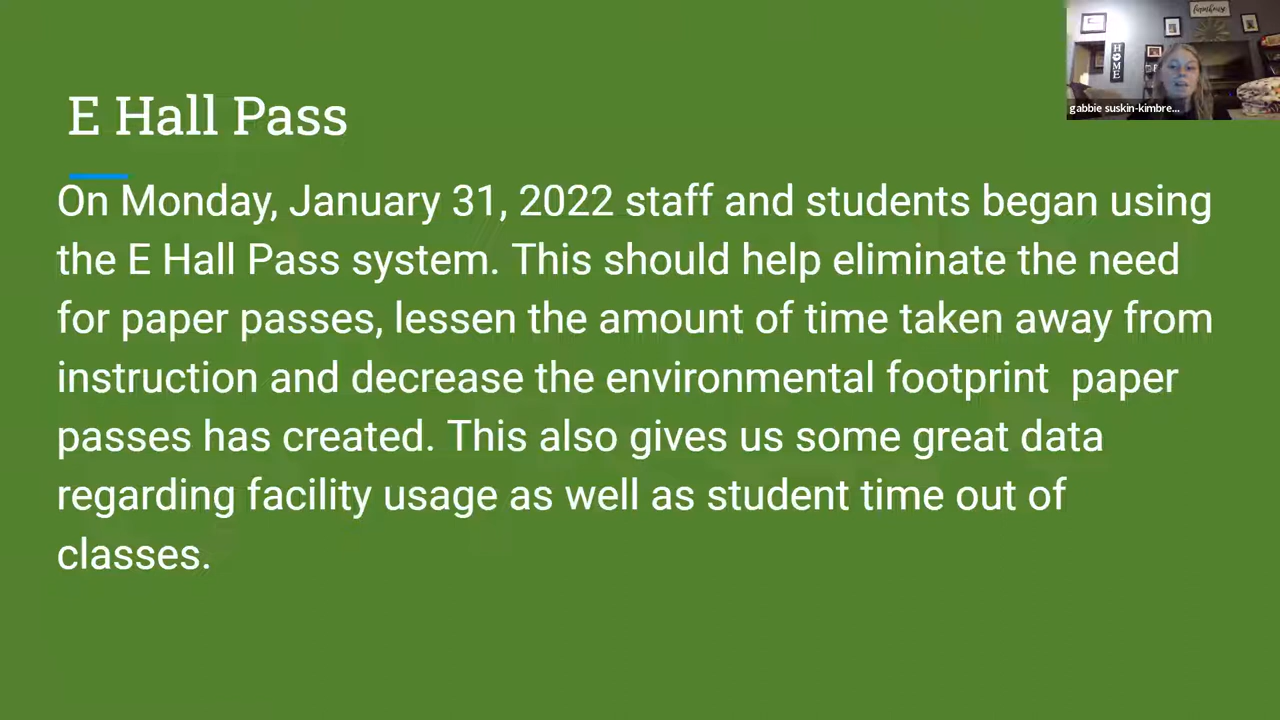 E Hall Pass
On Monday, January 31, 2022 staff and students began using
the E Hall Pass system. This should help eliminate the need
for paper passes, lessen the amount of time taken away from
instruction and decrease the environmental footprint  paper
passes has created. This also gives us some great data
regarding facility usage as well as student time out of
classes.
HOME
gabbie suskin-kimbre...